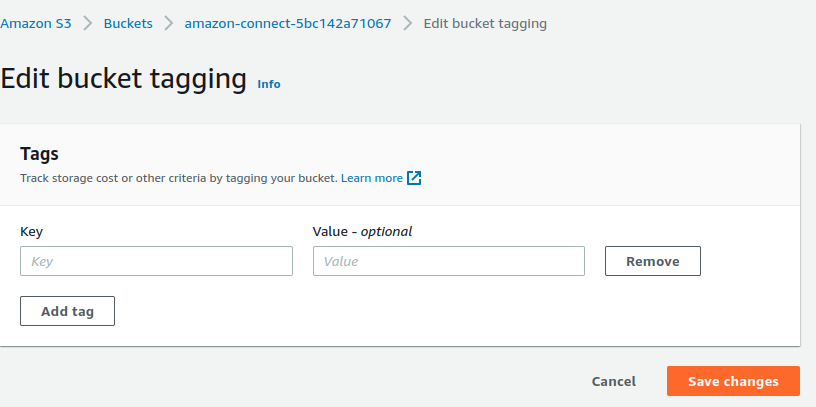 Amazon S3 > Buckets > amazon-connect-5bc142a71067 > Edit bucket tagging
Edit bucket tagging Info
Tags
Track storage cost or other criteria by tagging your bucket. Learn more
Key Value - optional
Key Value Remove
Add tag
Cancel Save changes